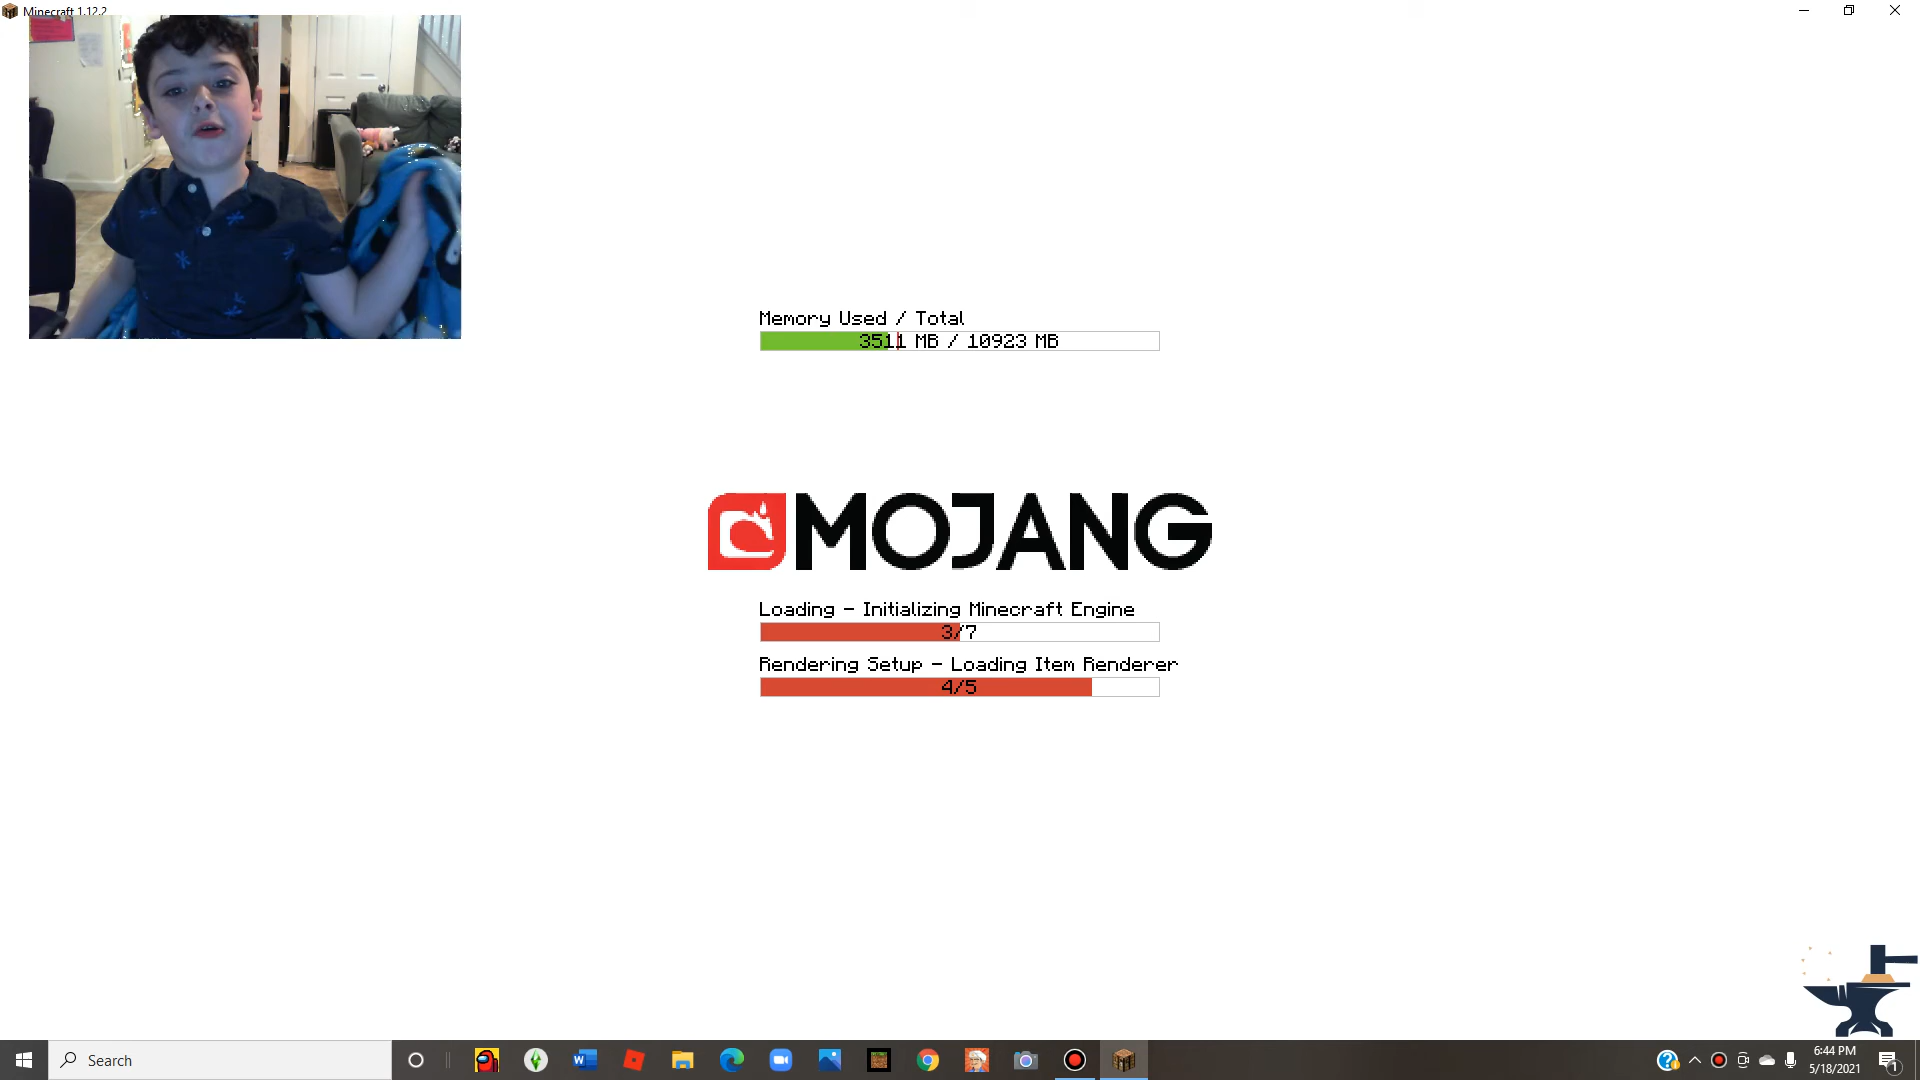 Minecraft 1.12.2
Memory Used / Total
3511 MB / 10923 MB
MOJANG
Loading - Initializing Minecraft Engine
3/7
Rendering Setup - Loading Item Renderer
4/5
Search
6:44 PM
5/18/2021
1